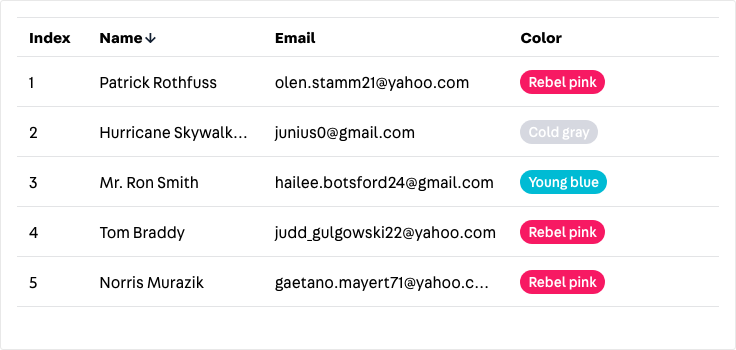 Index Name↓ Email Color
1 Patrick Rothfuss olen.stamm21@yahoo.com Rebel pink
2 Hurricane Skywalk... junius0@gmail.com Cold gray
3 Mr. Ron Smith hailee.botsford24@gmail.com Young blue
4 Tom Braddy judd_gulgowski22@yahoo.com Rebel pink
5 Norris Murazik gaetano.mayert71@yahoo.c... Rebel pink